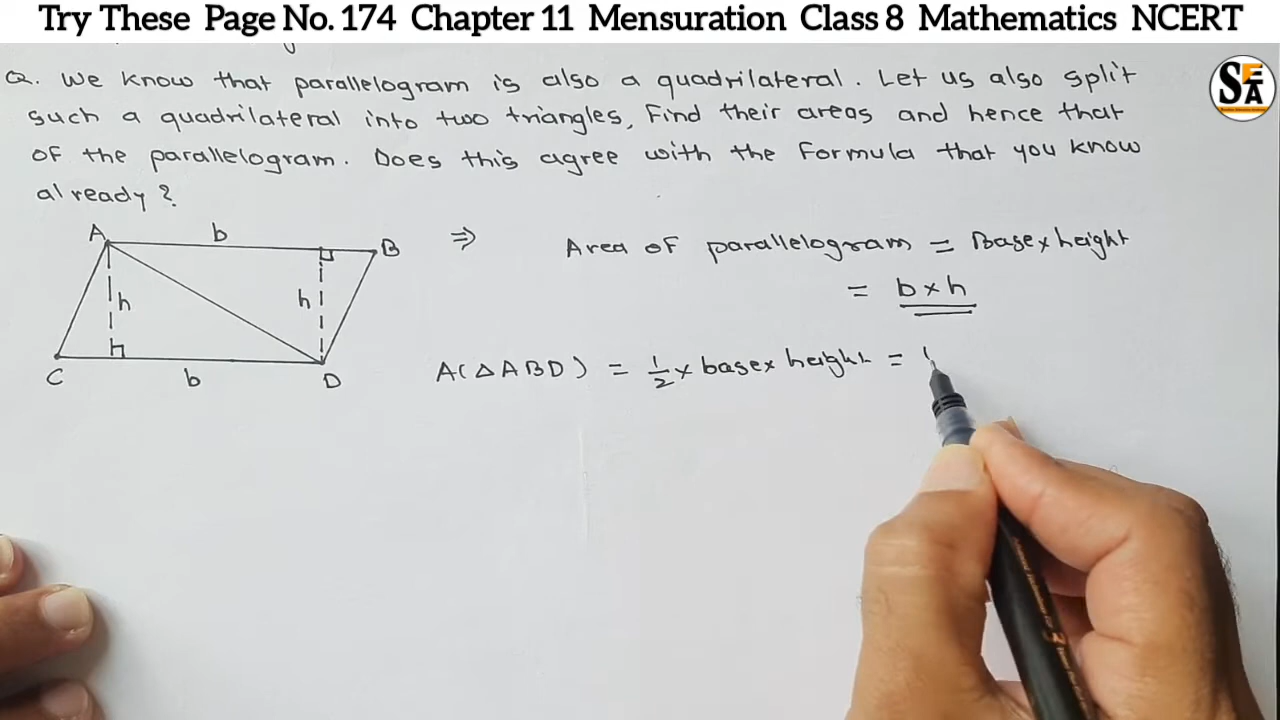 Try These Page No. 174 Chapter 11 Mensuration Class 8 Mathematics NCERT
SFEA
Q. We know that parallelogram is also a quadrilateral. Let us also split
such a quadrilateral into two triangles, Find their areas and hence that
of the parallelogram. Does this agree with the Formula that you know
already?
A b B
h h
C b D
⇒ Area of parallelogram = Base × height
= b × h
A(△ABD) = 1/2 × base × height = 1